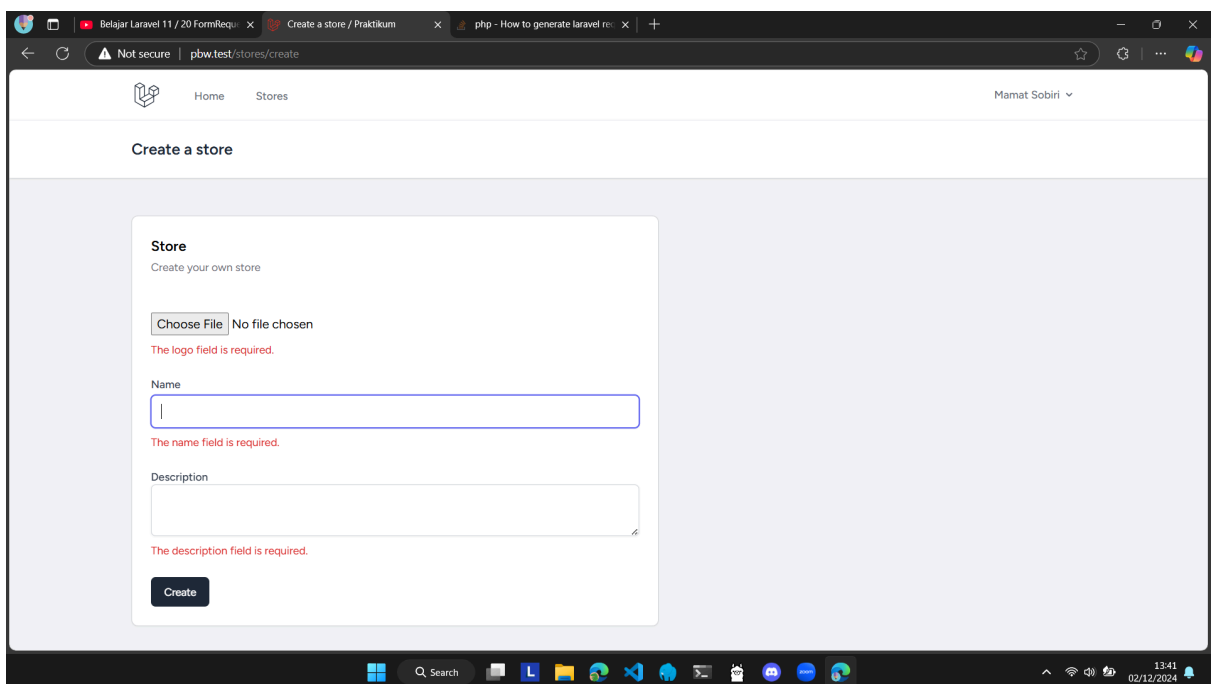 Belajar Laravel 11 / 20 FormReque
Create a store / Praktikum
php - How to generate laravel rec
Not secure | pbw.test/stores/create
Home
Stores
Mamat Sobiri
Create a store
Store
Create your own store
Choose File No file chosen
The logo field is required.
Name
The name field is required.
Description
The description field is required.
Create
Search
L
zoom
13:41
02/12/2024